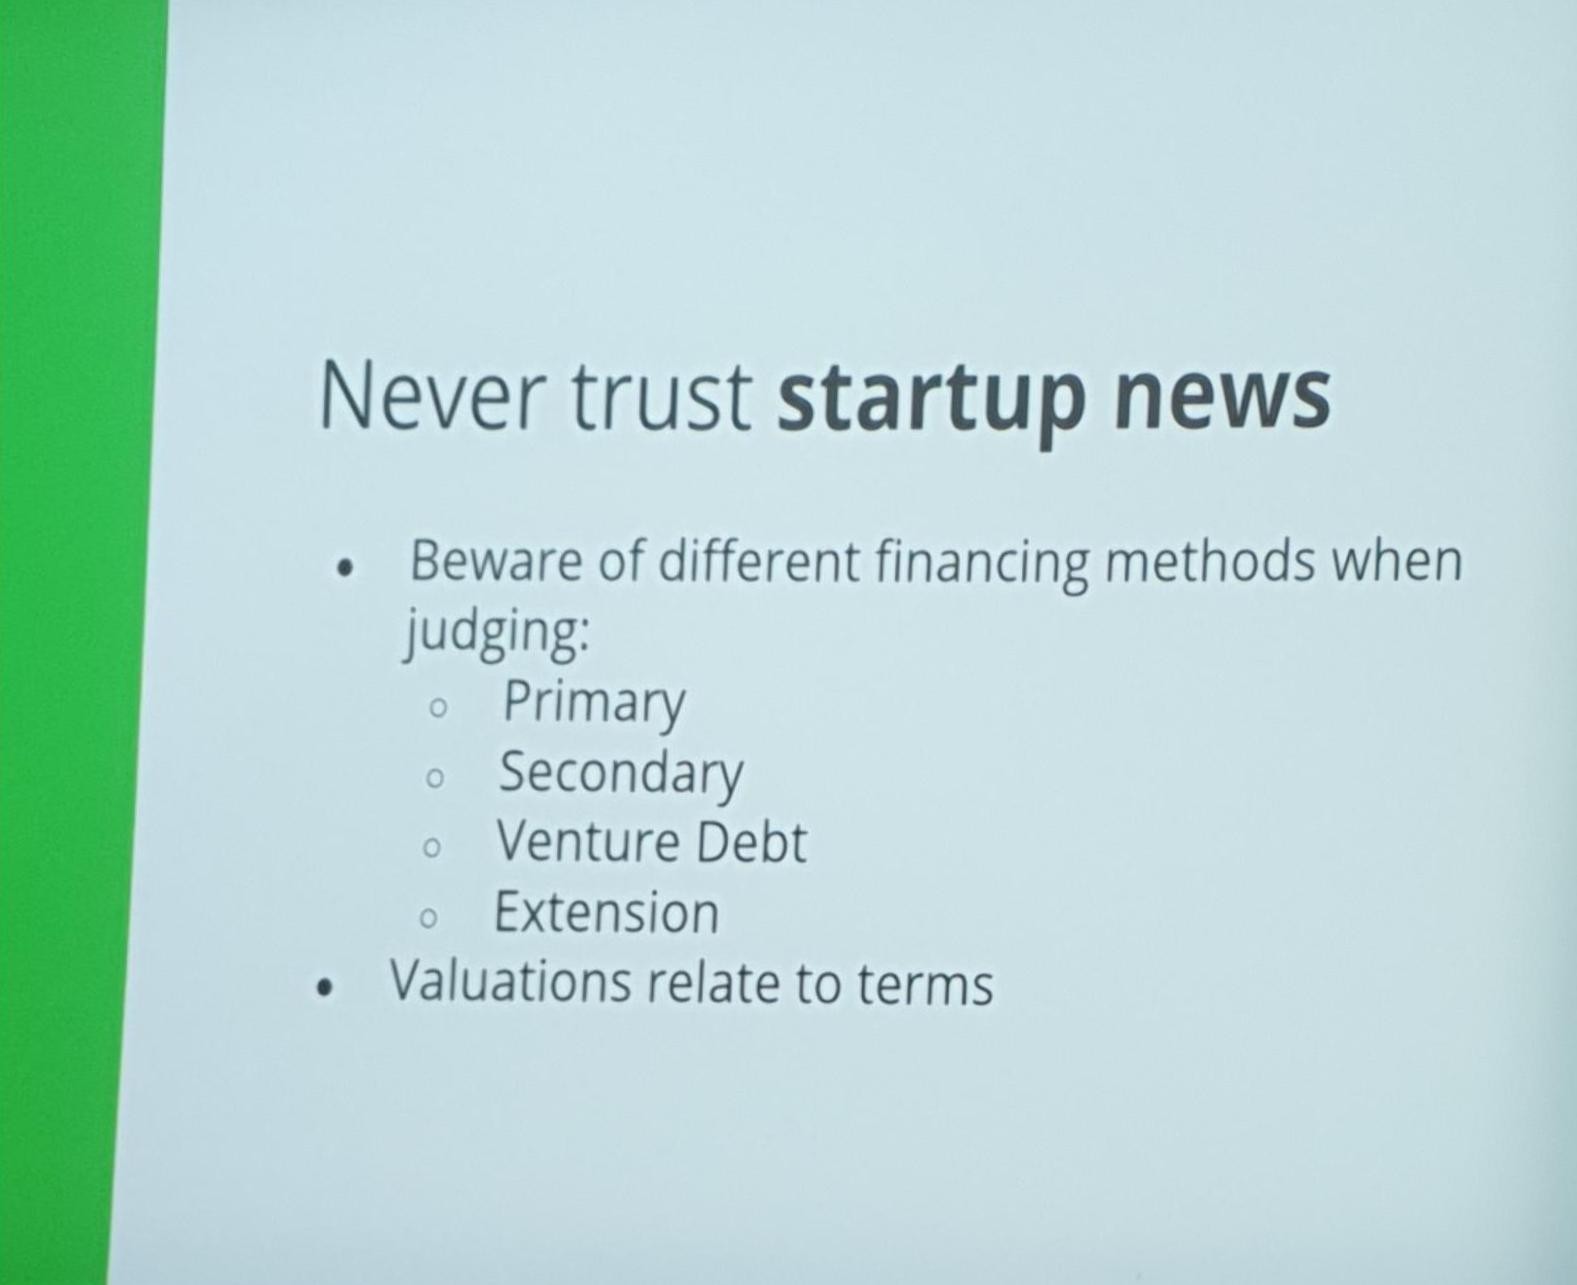 Never trust startup news
• Beware of different financing methods when
judging:
○ Primary
○ Secondary
○ Venture Debt
○ Extension
• Valuations relate to terms